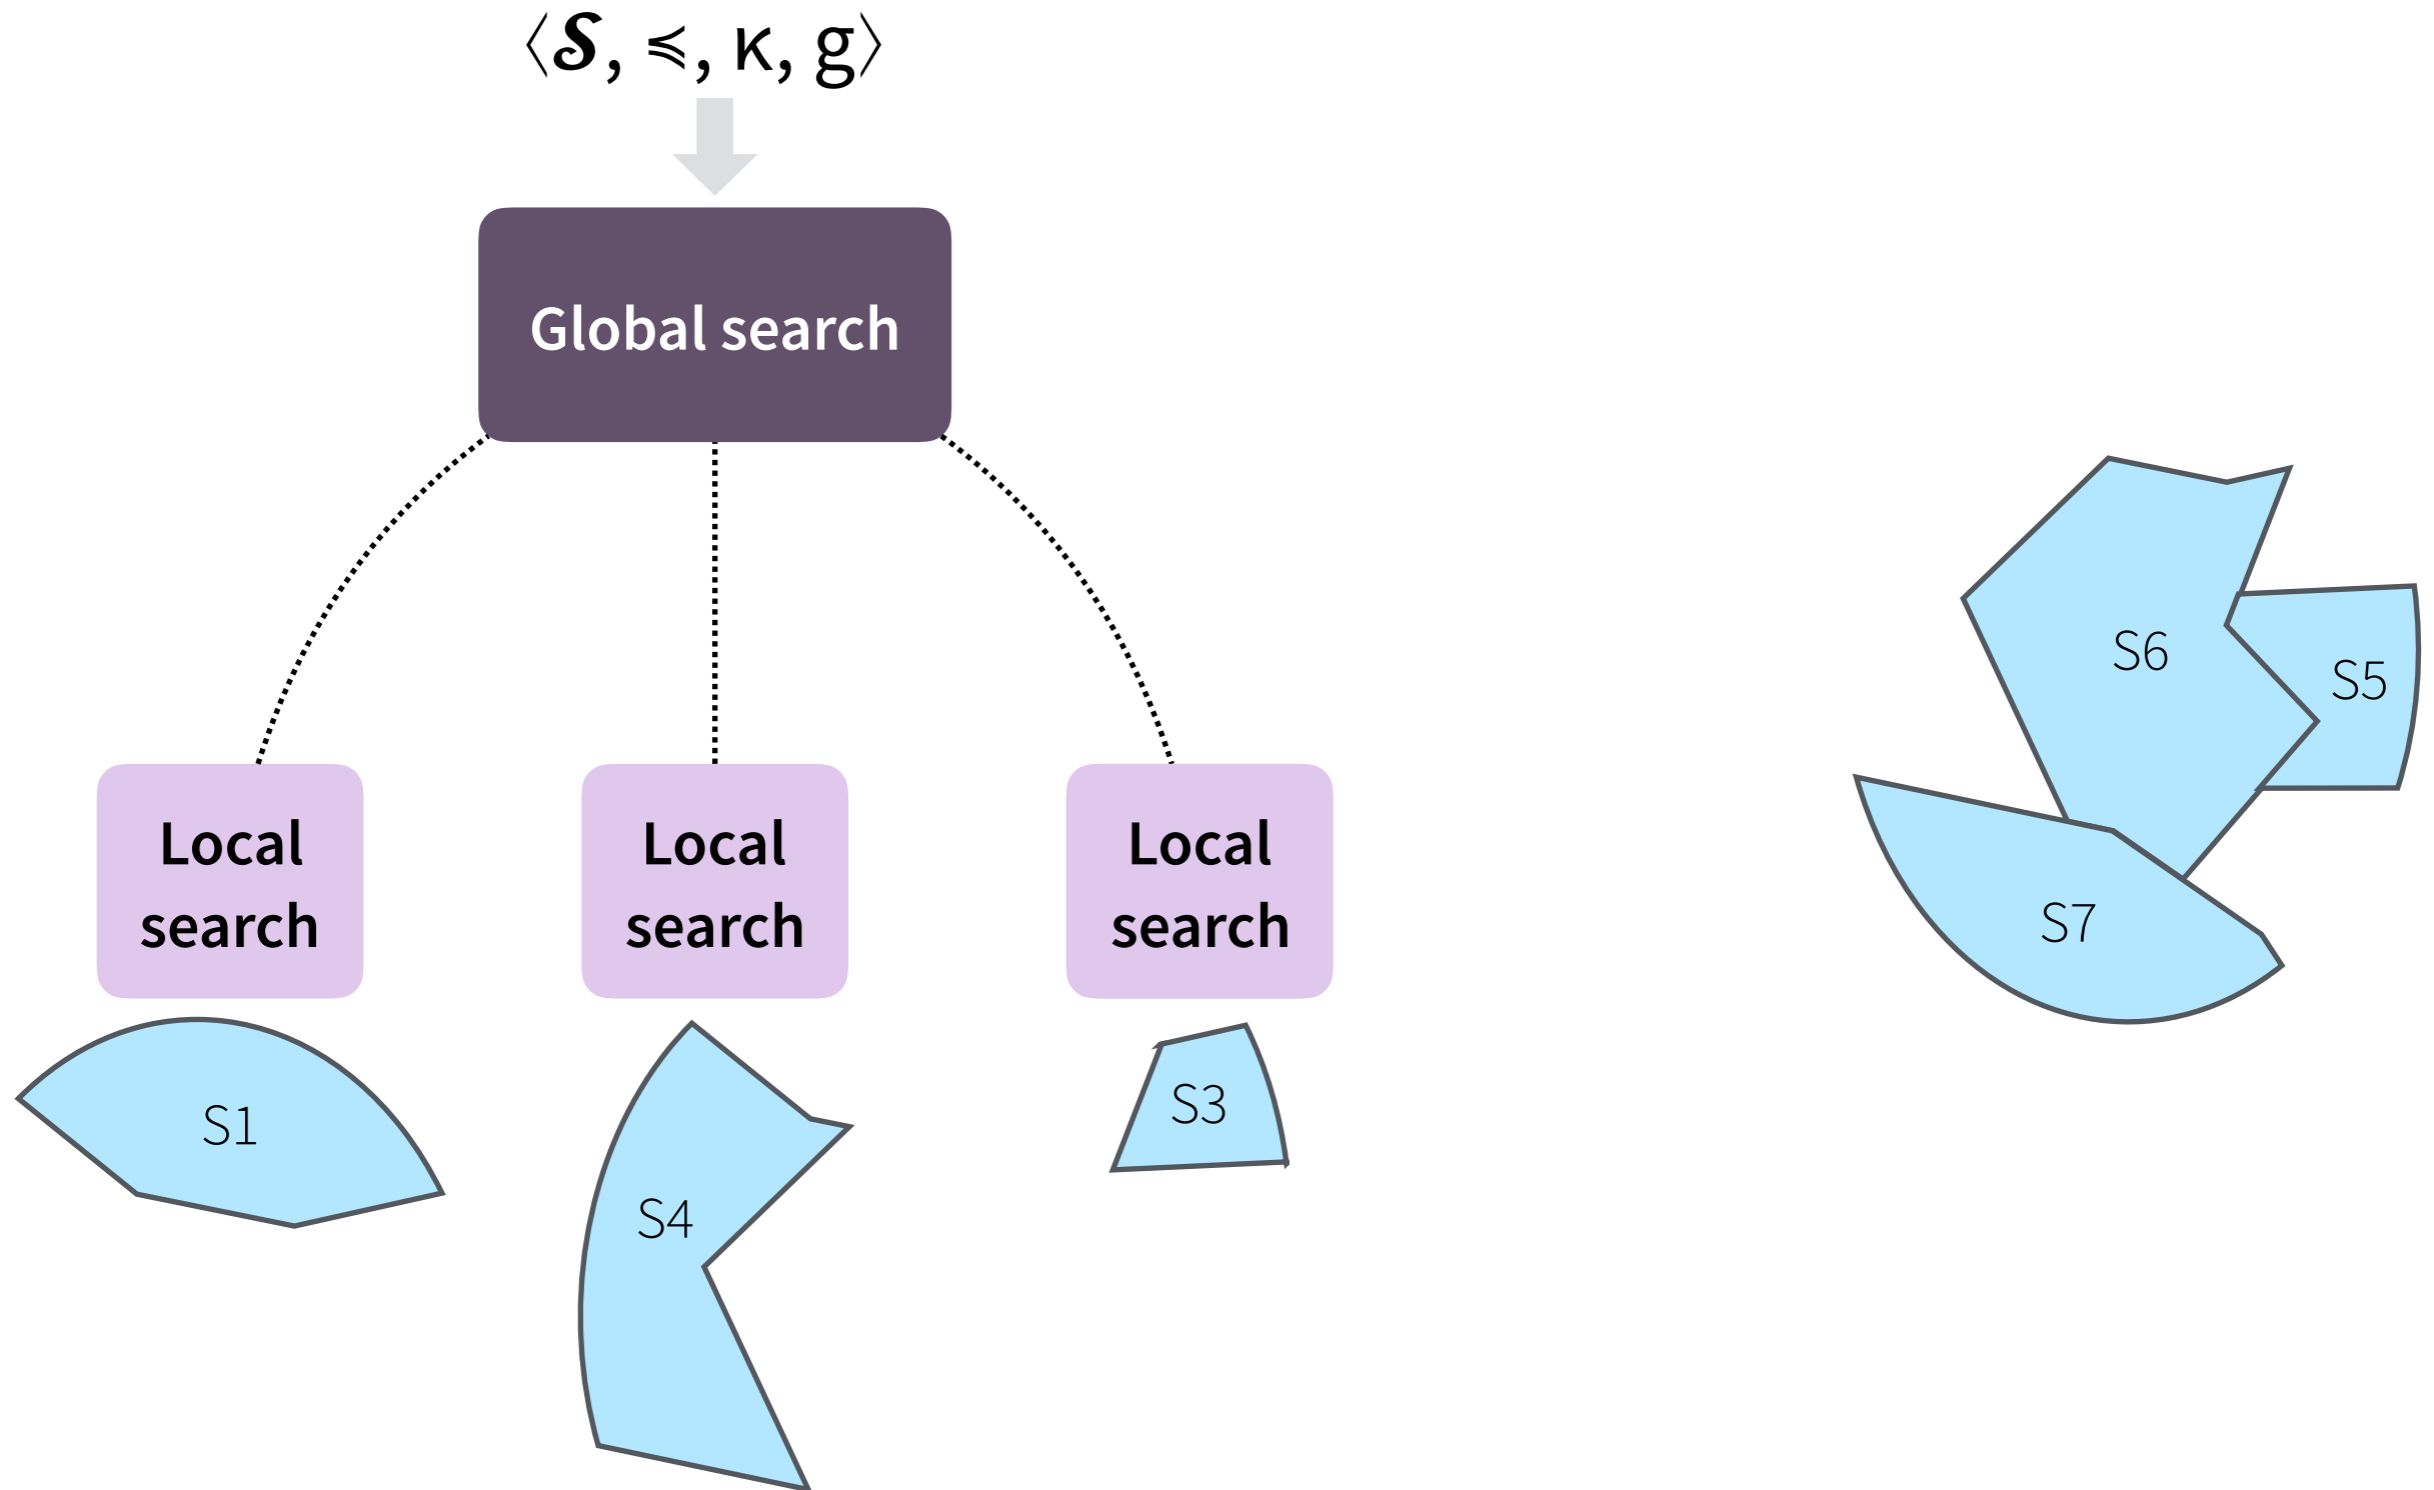 ⟨𝓢, ≼, κ, g⟩
Global search
Local
search
Local
search
Local
search
S1
S4
S3
S6
S5
S7